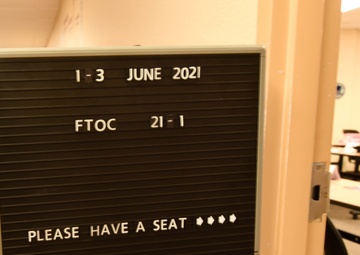 1-3 JUNE 2021
FTOC 21-1
PLEASE HAVE A SEAT ➧➧➧➧